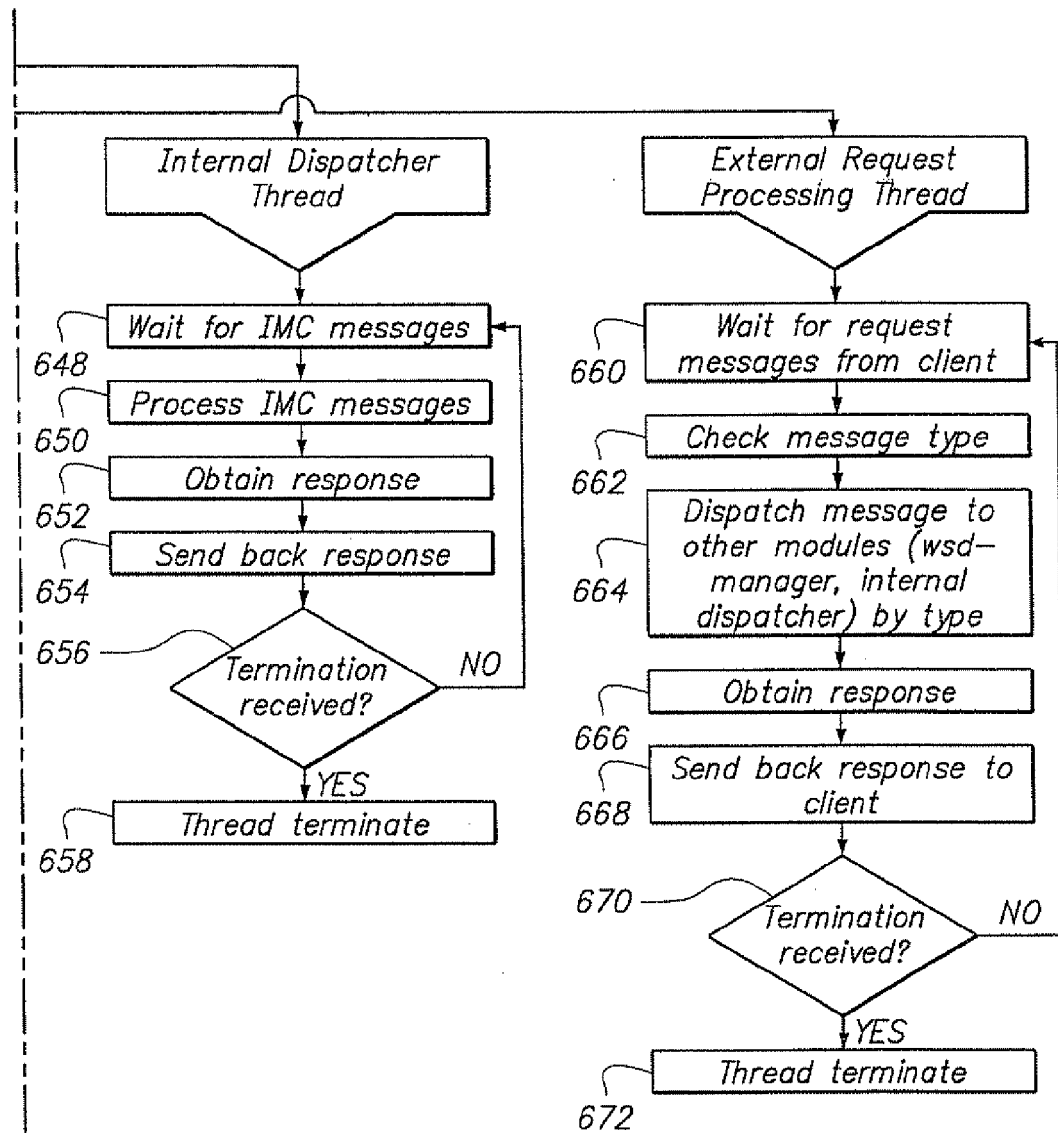 Internal Dispatcher
Thread
Wait for IMC messages
648
Process IMC messages
650
Obtain response
652
Send back response
654
656
Termination
received?
NO
YES
Thread terminate
658
External Request
Processing Thread
Wait for request
messages from client
660
Check message type
662
Dispatch message to
other modules (wsd-
manager, internal
dispatcher) by type
664
Obtain response
666
Send back response to
client
668
670
Termination
received?
NO
YES
Thread terminate
672